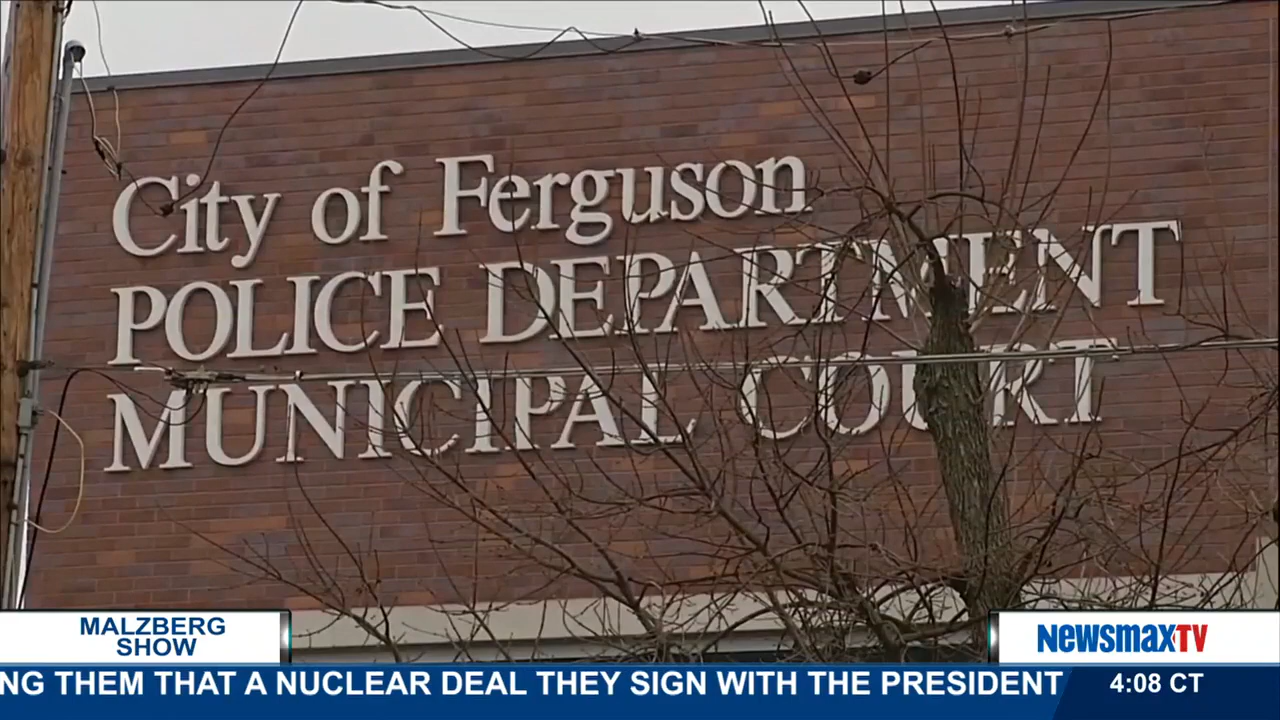 City of Ferguson
POLICE DEPARTMENT
MUNICIPAL COURT
MALZBERG
SHOW
NEWSMAXTV
NG THEM THAT A NUCLEAR DEAL THEY SIGN WITH THE PRESIDENT
4:08 CT